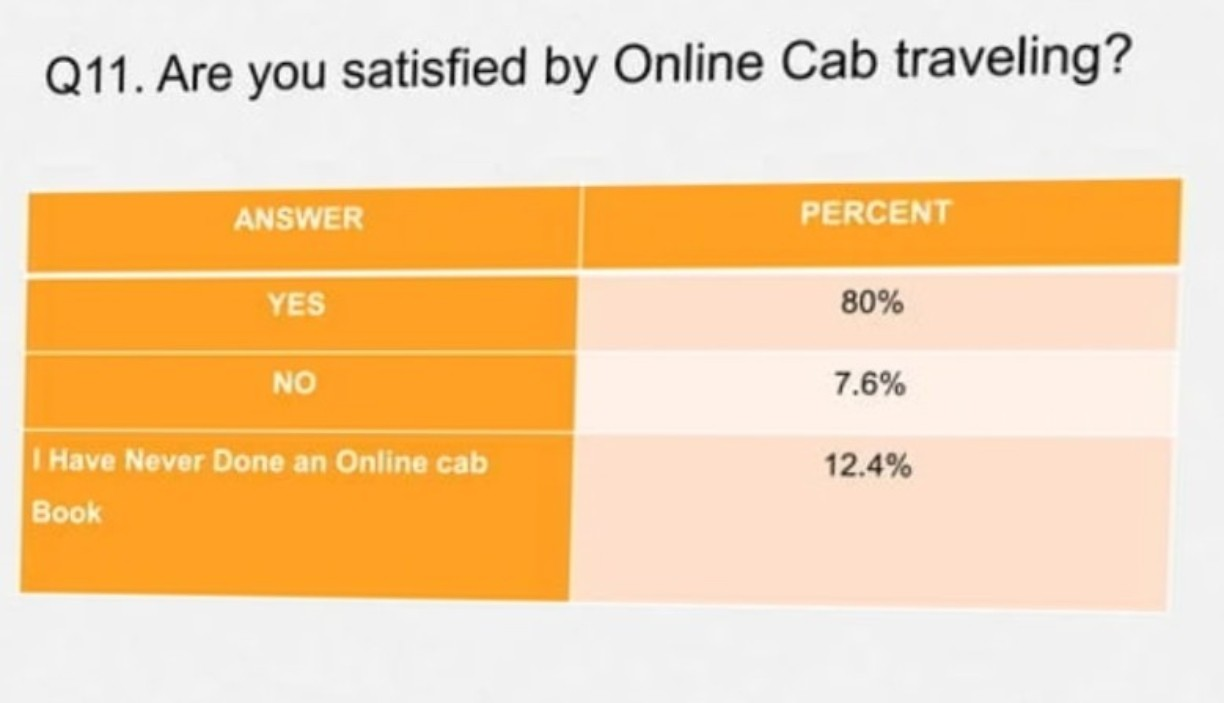 Q11. Are you satisfied by Online Cab traveling?
ANSWER PERCENT
YES 80%
NO 7.6%
I Have Never Done an Online cab 12.4%
Book